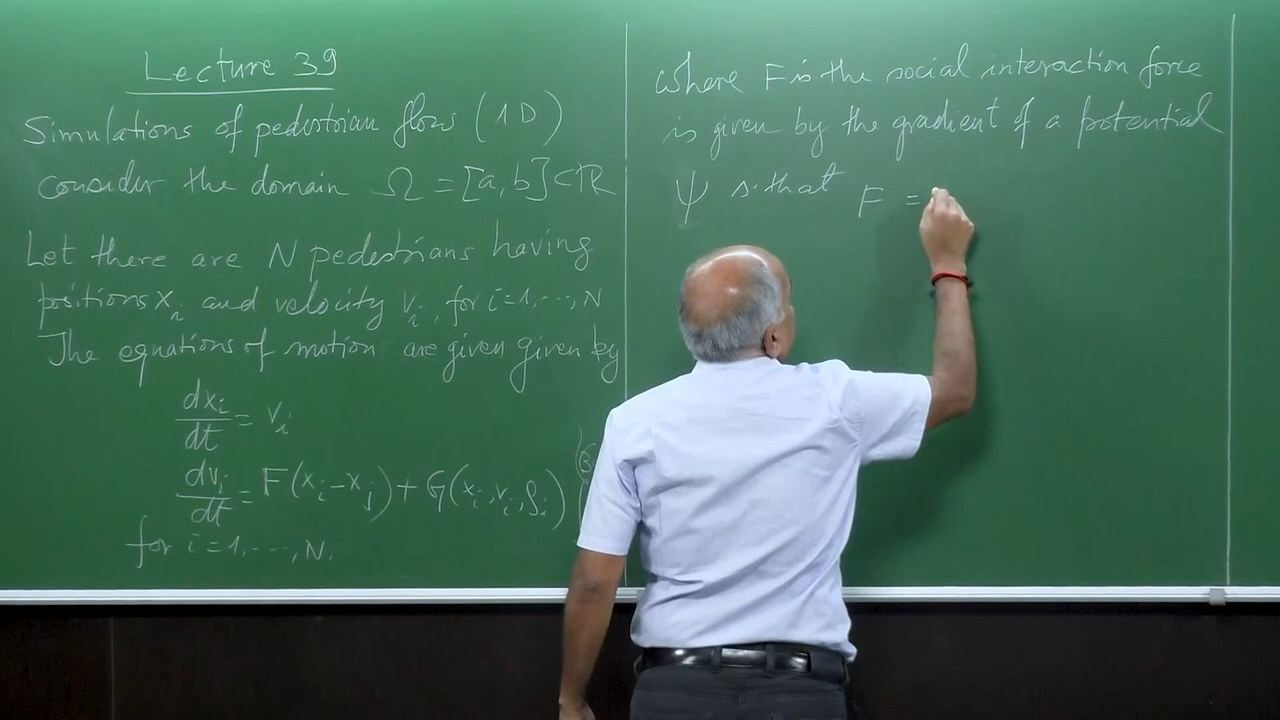 Lecture 39
Simulations of pedestrian flow (1D)
consider the domain Ω = [a, b] ⊂ ℝ
Let there are N pedestrians having
positions xᵢ and velocity vᵢ, for i=1,...,N
The equations of motion are given given by
dxᵢ/dt = vᵢ
dvᵢ/dt = F(xᵢ-xⱼ) + G(xᵢ, vᵢ, ρᵢ)
for i=1,...,N.
where F is the social interaction force
is given by the gradient of a potential
ψ s.that F =